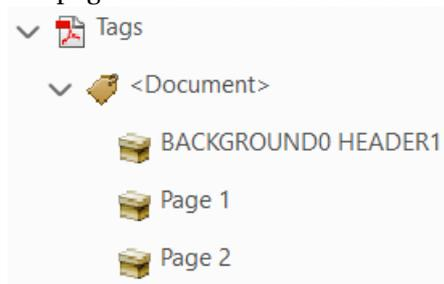 Tags
<Document>
BACKGROUND0 HEADER1
Page 1
Page 2